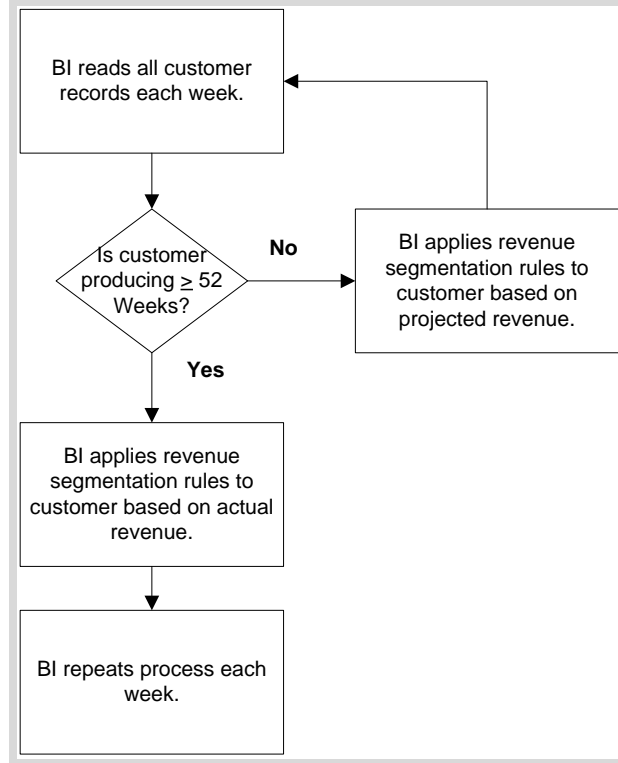 BI reads all customer
records each week.
Is customer
producing ≥ 52
Weeks?
No
BI applies revenue
segmentation rules to
customer based on
projected revenue.
Yes
BI applies revenue
segmentation rules to
customer based on actual
revenue.
BI repeats process each
week.